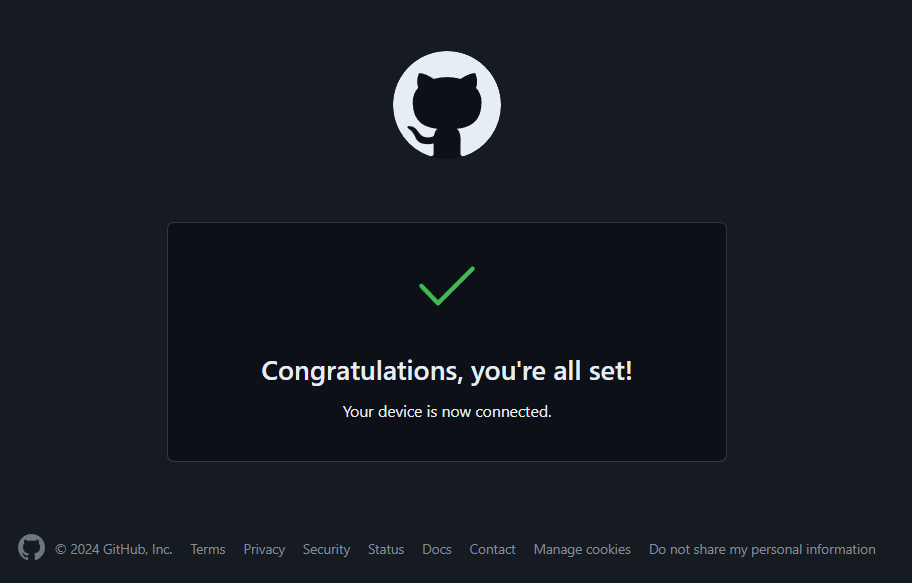 Congratulations, you're all set!
Your device is now connected.
© 2024 GitHub, Inc. Terms Privacy Security Status Docs Contact Manage cookies Do not share my personal information